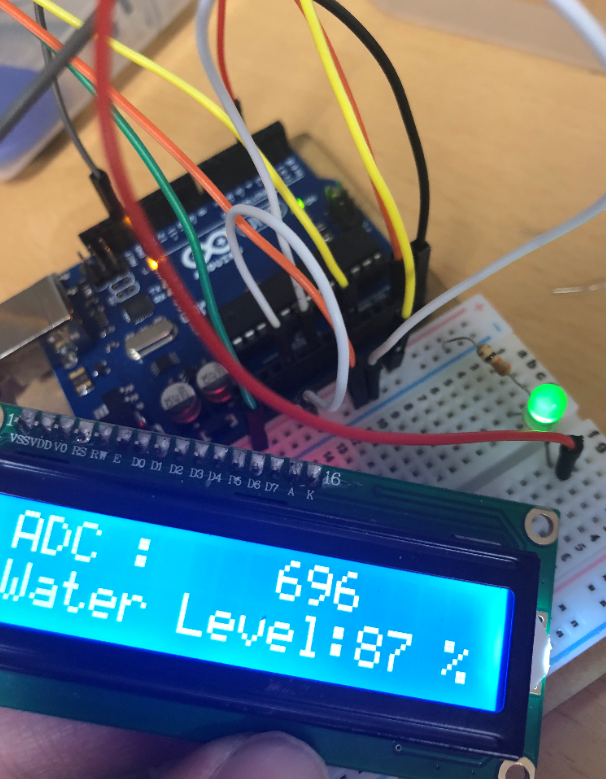 1
16
VSS VDD V0 RS RW E D0 D1 D2 D3 D4 D5 D6 D7 A K
ADC : 696
Water Level:87 %